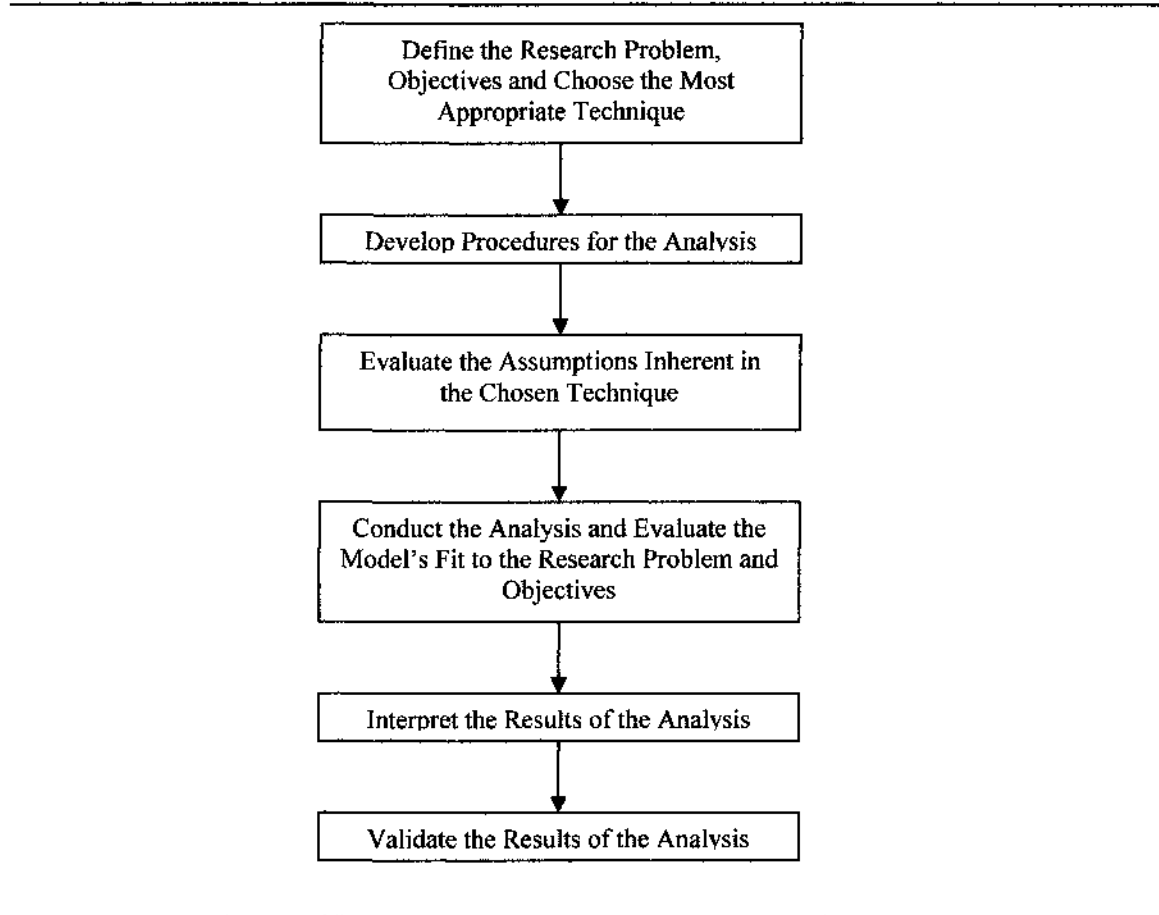 Define the Research Problem,
Objectives and Choose the Most
Appropriate Technique
Develop Procedures for the Analysis
Evaluate the Assumptions Inherent in
the Chosen Technique
Conduct the Analysis and Evaluate the
Model's Fit to the Research Problem and
Objectives
Interpret the Results of the Analysis
Validate the Results of the Analysis